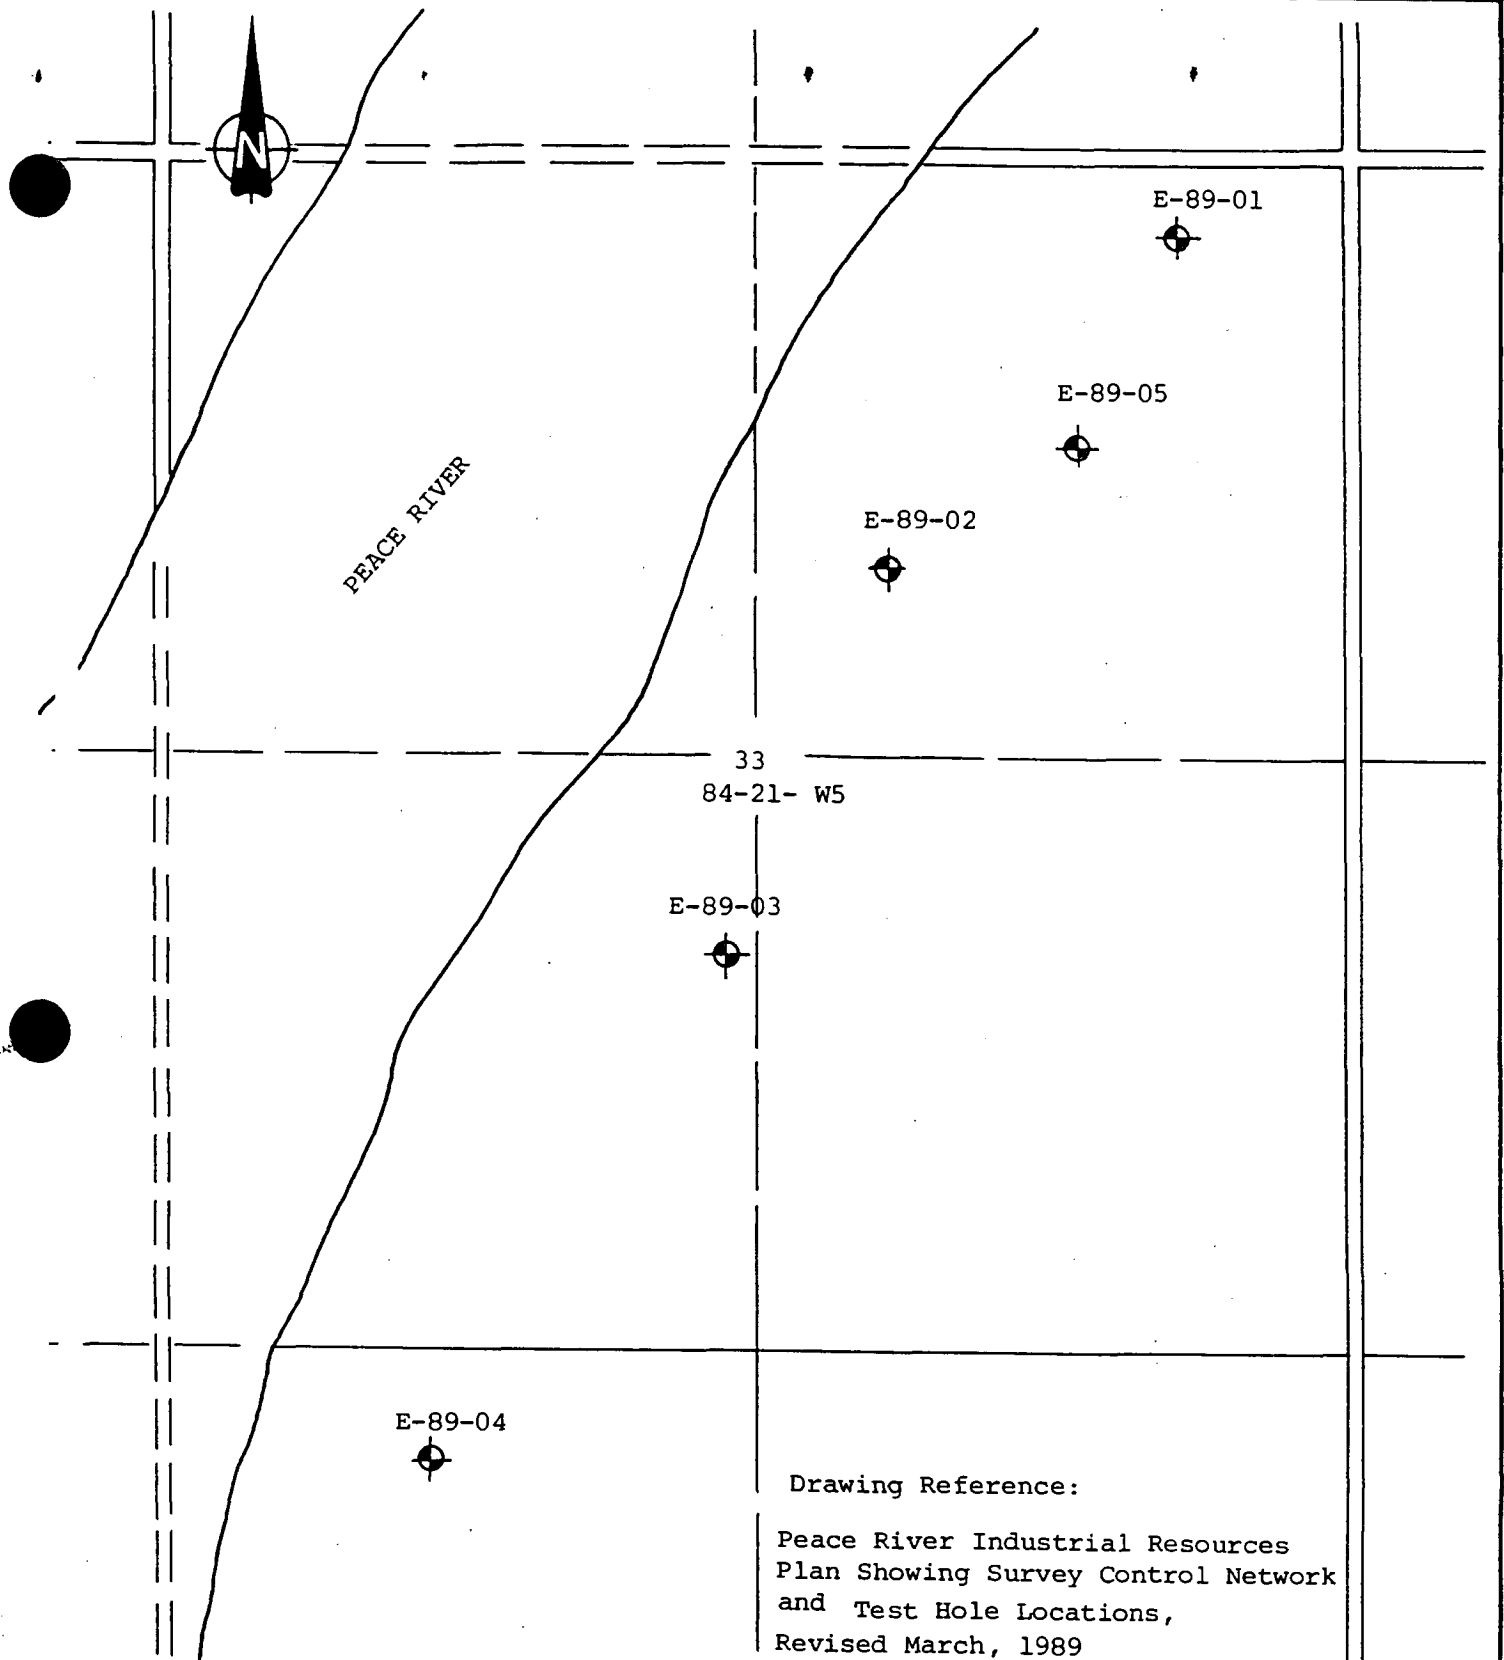 N
E-89-01
E-89-05
E-89-02
PEACE RIVER
33
84-21- W5
E-89-03
E-89-04
Drawing Reference:
Peace River Industrial Resources
Plan Showing Survey Control Network
and Test Hole Locations,
Revised March, 1989